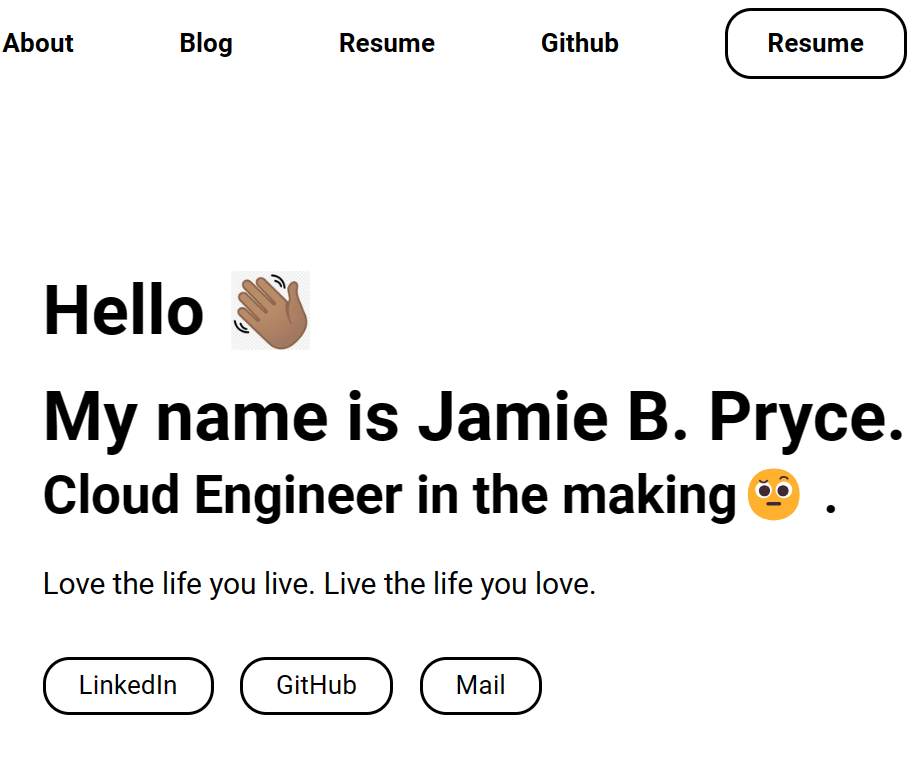 About Blog Resume Github Resume
Hello 👋🏽
My name is Jamie B. Pryce.
Cloud Engineer in the making .
Love the life you live. Live the life you love.
LinkedIn GitHub Mail